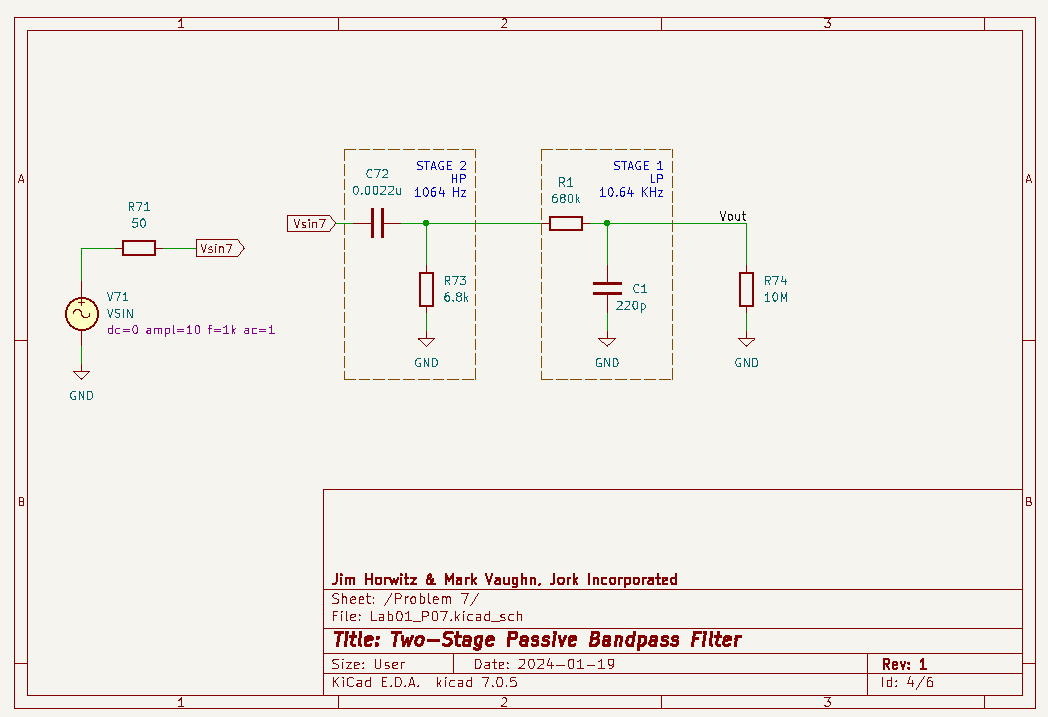 1 2 3
A A
STAGE 2
HP
1064 Hz
C72
0.0022u
STAGE 1
LP
10.64 KHz
R1
680k
R71
50
Vsin7
Vsin7
Vout
R73
6.8k
C1
220p
R74
10M
V71
VSIN
dc=0 ampl=10 f=1k ac=1
GND
GND
GND
GND
B B
Jim Horwitz & Mark Vaughn, Jork Incorporated
Sheet: /Problem 7/
File: Lab01_P07.kicad_sch
Title: Two-Stage Passive Bandpass Filter
Size: User Date: 2024-01-19 Rev: 1
KiCad E.D.A. kicad 7.0.5 Id: 4/6
1 2 3